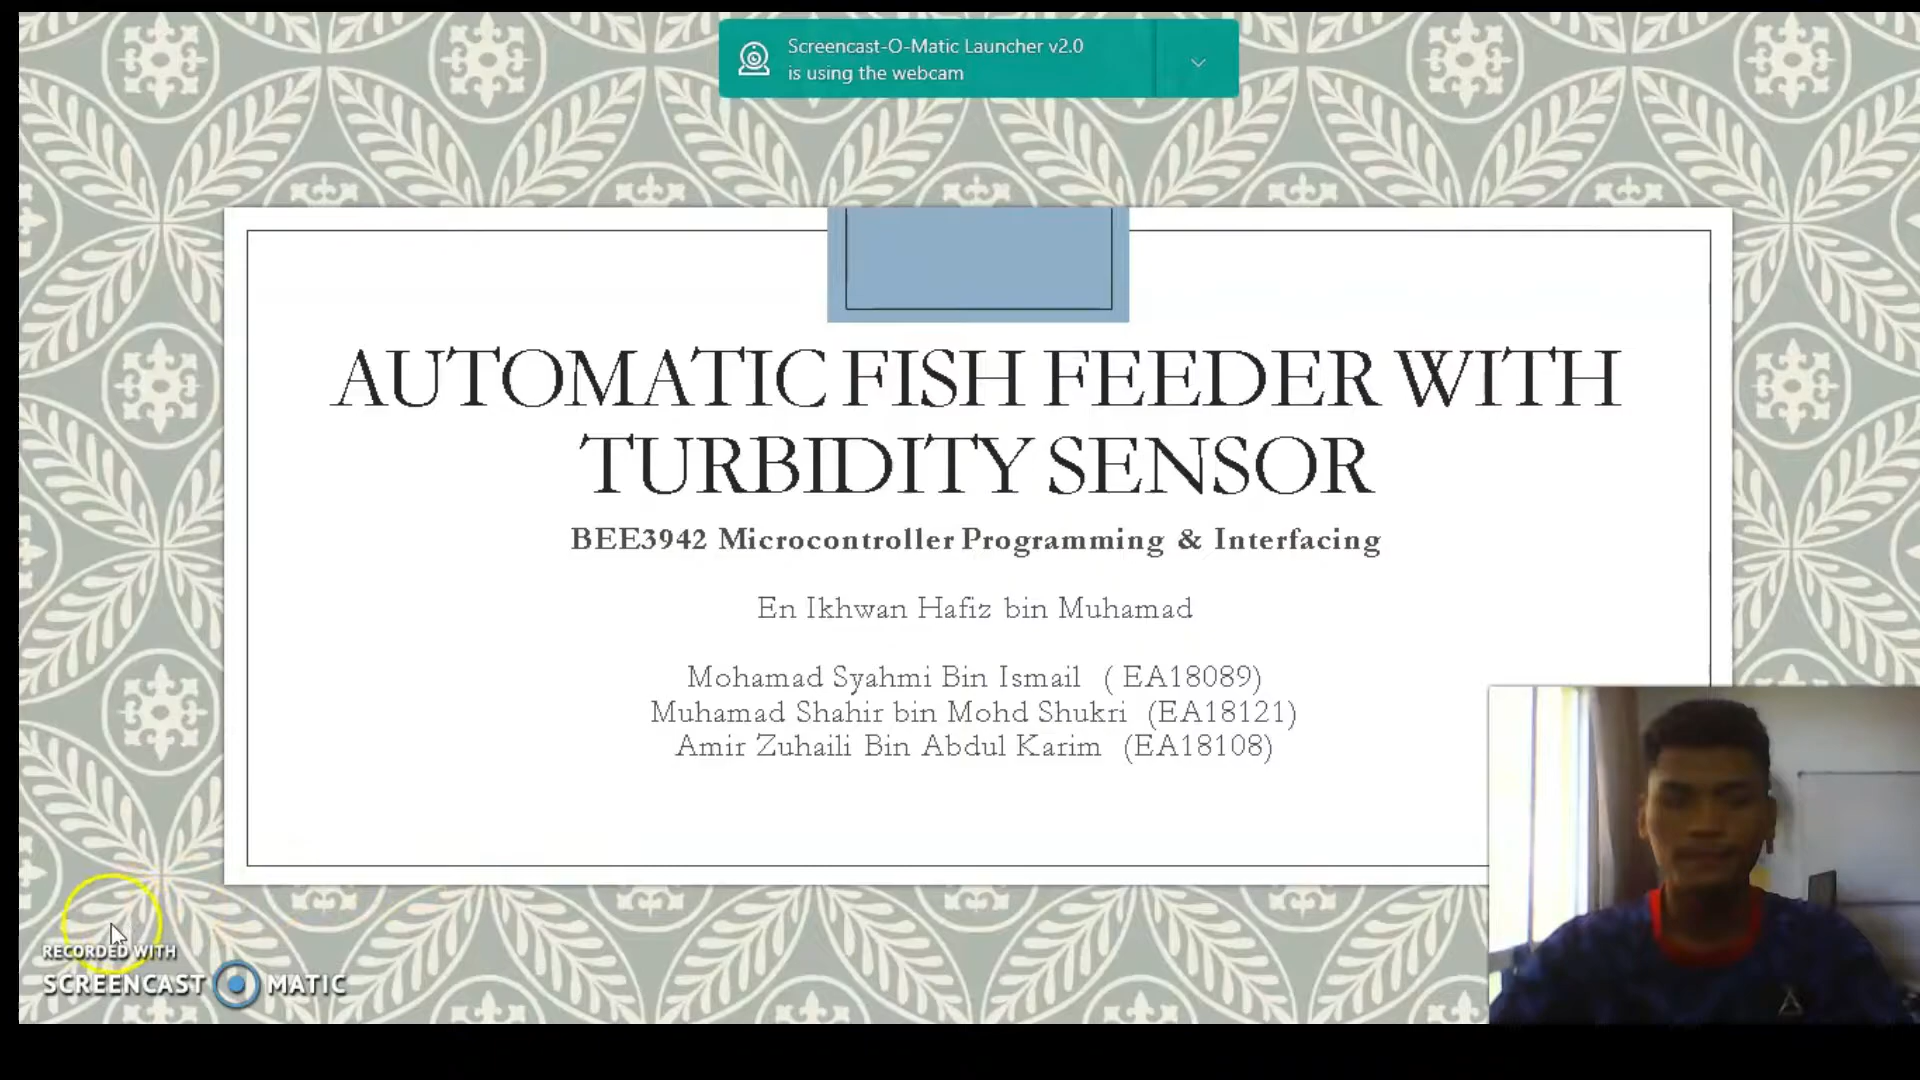 Screencast-O-Matic Launcher v2.0
is using the webcam
AUTOMATIC FISH FEEDER WITH
TURBIDITY SENSOR
BEE3942 Microcontroller Programming & Interfacing
En Ikhwan Hafiz bin Muhamad
Mohamad Syahmi Bin Ismail ( EA18089)
Muhamad Shahir bin Mohd Shukri (EA18121)
Amir Zuhaili Bin Abdul Karim (EA18108)
RECORDED WITH
SCREENCAST MATIC